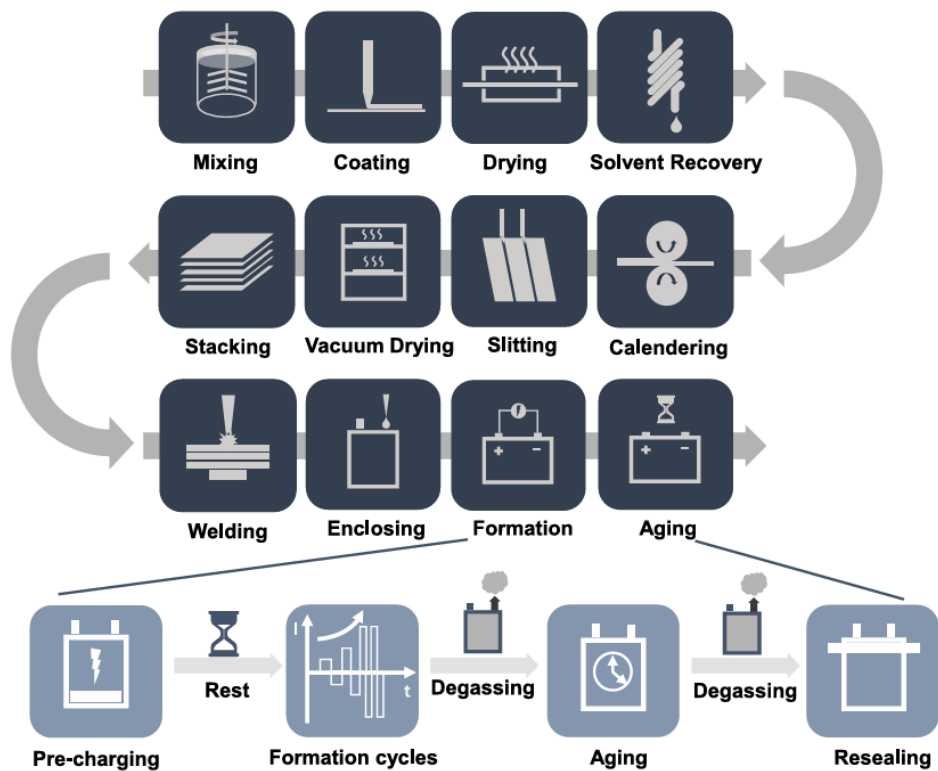 Mixing
Coating
Drying
Solvent Recovery
Stacking
Vacuum Drying
Slitting
Calendering
+ -
+ -
Welding
Enclosing
Formation
Aging
I
t
Rest
Degassing
Degassing
Pre-charging
Formation cycles
Aging
Resealing